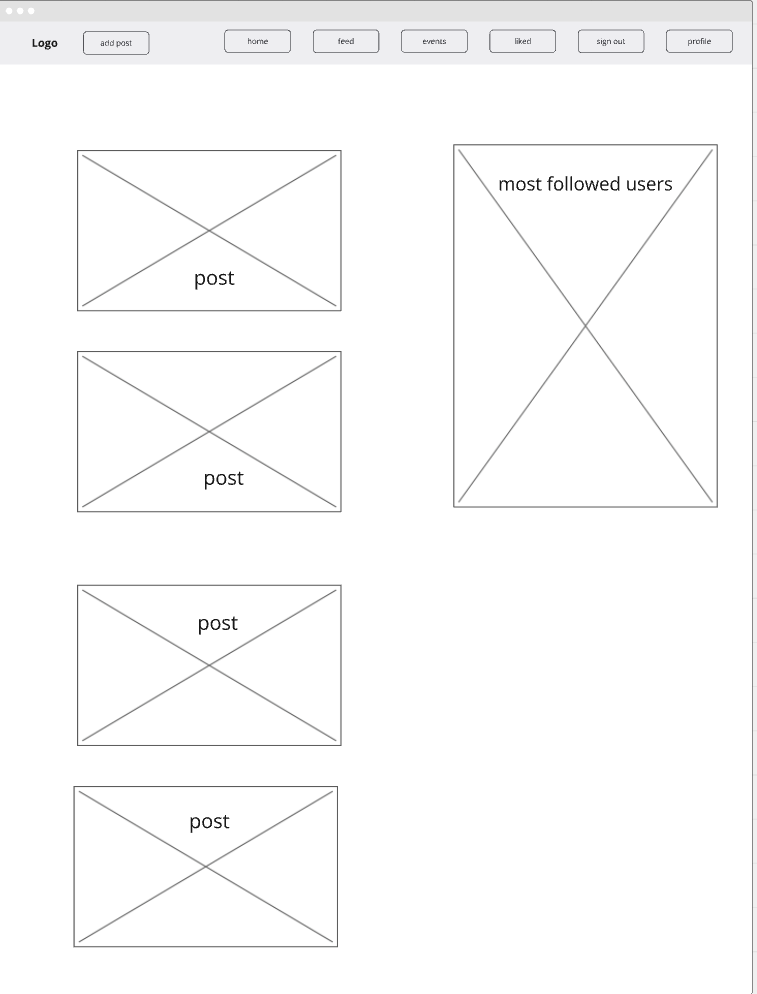 Logo
add post
home
feed
events
liked
sign out
profile
post
most followed users
post
post
post